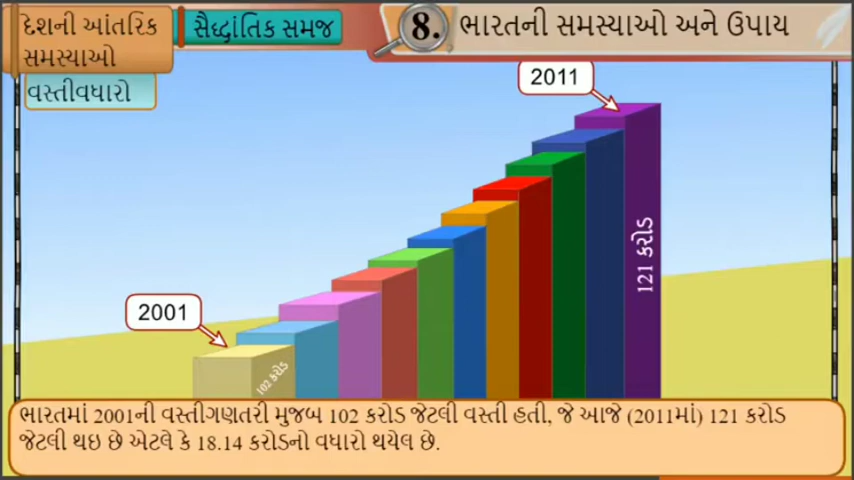 દેશની આંતરિક
સમસ્યાઓ
સૈદ્ધાંતિક સમજ
8.
ભારતની સમસ્યાઓ અને ઉપાય
વસ્તીવધારો
2011
121 કરોડ
2001
102 કરોડ
ભારતમાં 2001ની વસ્તીગણતરી મુજબ 102 કરોડ જેટલી વસ્તી હતી, જે આજે (2011માં) 121 કરોડ
જેટલી થઇ છે એટલે કે 18.14 કરોડનો વધારો થયેલ છે.